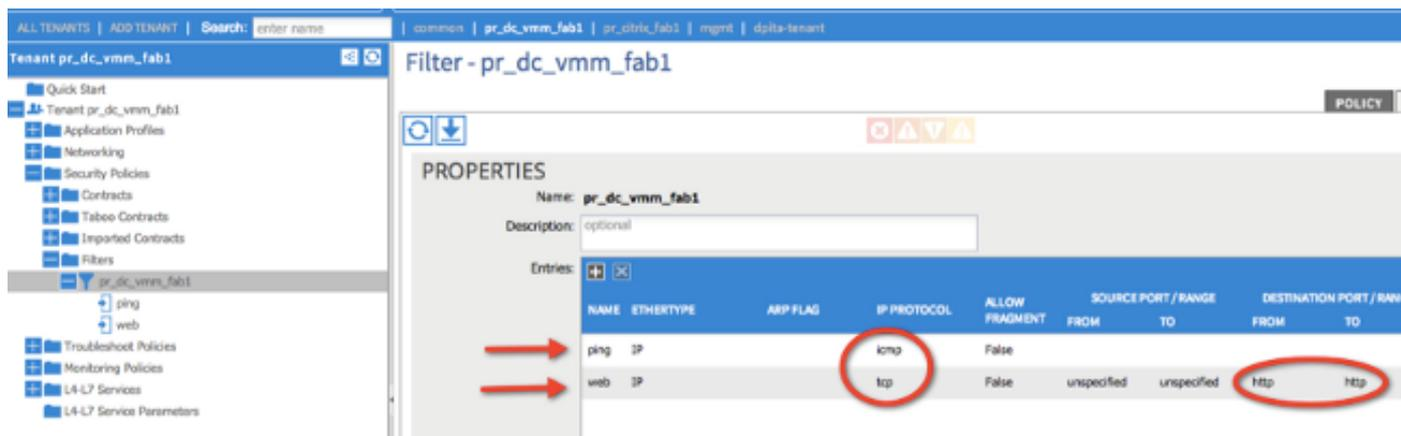 ALL TENANTS | ADD TENANT | Search: enter name | common | pr_dc_vmm_fab1 | pr_citrix_fab1 | mgmt | dpita-tenant
Tenant pr_dc_vmm_fab1
Quick Start
Tenant pr_dc_vmm_fab1
Application Profiles
Networking
Security Policies
Contracts
Taboo Contracts
Imported Contracts
Filters
pr_dc_vmm_fab1
ping
web
Troubleshoot Policies
Monitoring Policies
L4-L7 Services
L4-L7 Service Parameters
Filter - pr_dc_vmm_fab1
POLICY
PROPERTIES
Name: pr_dc_vmm_fab1
Description: optional
Entries:
NAME ETHERTYPE ARP FLAG IP PROTOCOL ALLOW FRAGMENT SOURCE PORT / RANGE FROM TO DESTINATION PORT / RAN FROM TO
ping IP icmp False
web IP tcp False unspecified unspecified http http